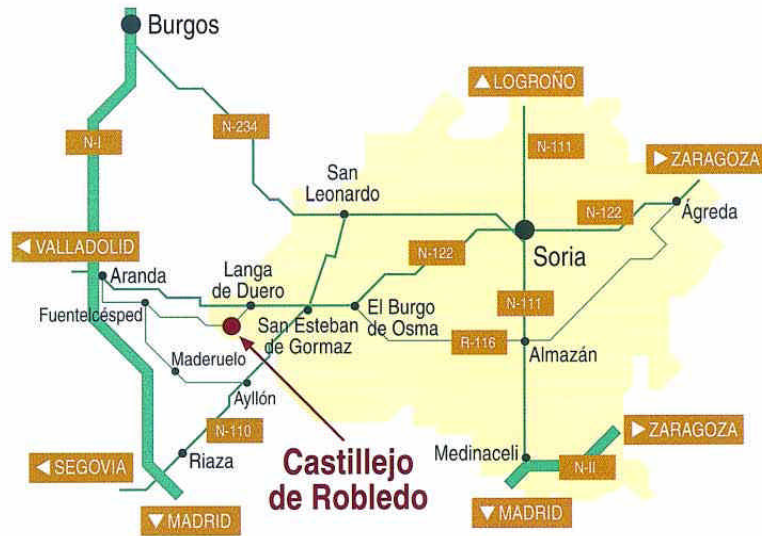 Burgos
▲ LOGROÑO
N-I
N-234
N-111
► ZARAGOZA
San
Leonardo
N-122
Ágreda
◄ VALLADOLID
Soria
N-122
Aranda
Langa
de Duero
N-111
Fuentelcésped
San Esteban
de Gormaz
El Burgo
de Osma
R-116
Almazán
Maderuelo
Ayllón
N-110
► ZARAGOZA
◄ SEGOVIA
Riaza
Castillejo
de Robledo
Medinaceli
N-II
▼ MADRID
▼ MADRID